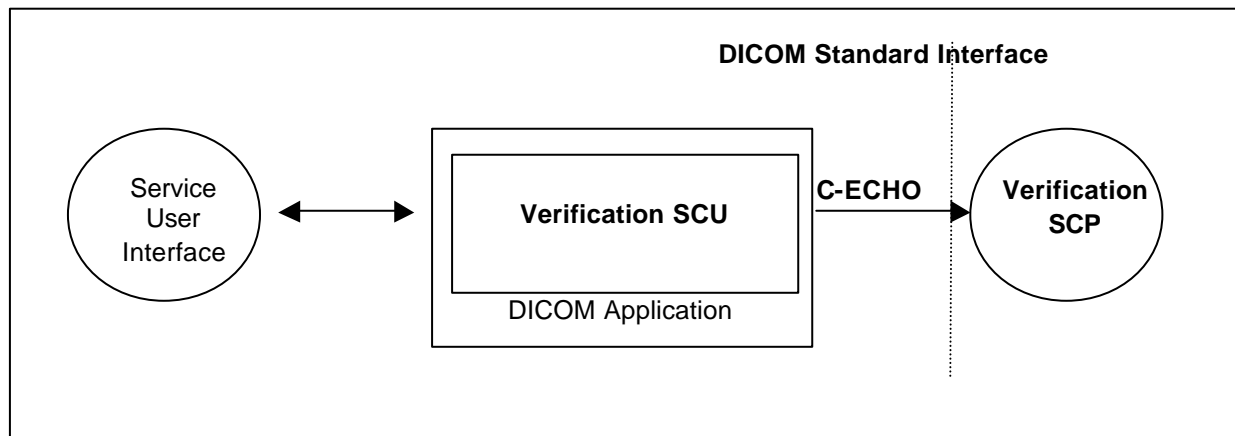 DICOM Standard Interface
Service
User
Interface
Verification SCU
DICOM Application
C-ECHO
Verification
SCP